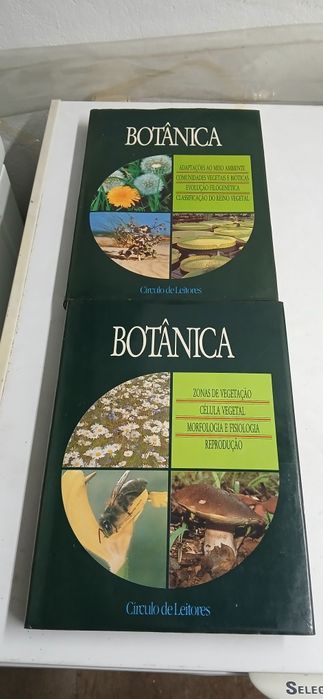 BOTÂNICA
ADAPTAÇÕES AO MEIO AMBIENTE
COMUNIDADES VEGETAIS E BIÓTICAS
EVOLUÇÃO FILOGENÉTICA
CLASSIFICAÇÃO DO REINO VEGETAL
Círculo de Leitores
BOTÂNICA
ZONAS DE VEGETAÇÃO
CÉLULA VEGETAL
MORFOLOGIA E FISIOLOGIA
REPRODUÇÃO
Círculo de Leitores